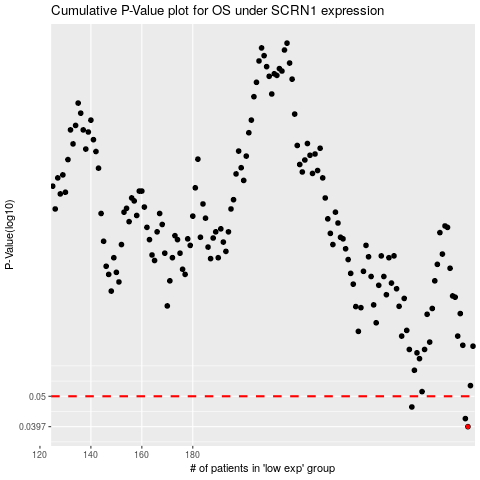 Cumulative P-Value plot for OS under SCRN1 expression
P-Value(log10)
0.05
0.0397
120 140 160 180
# of patients in 'low exp' group